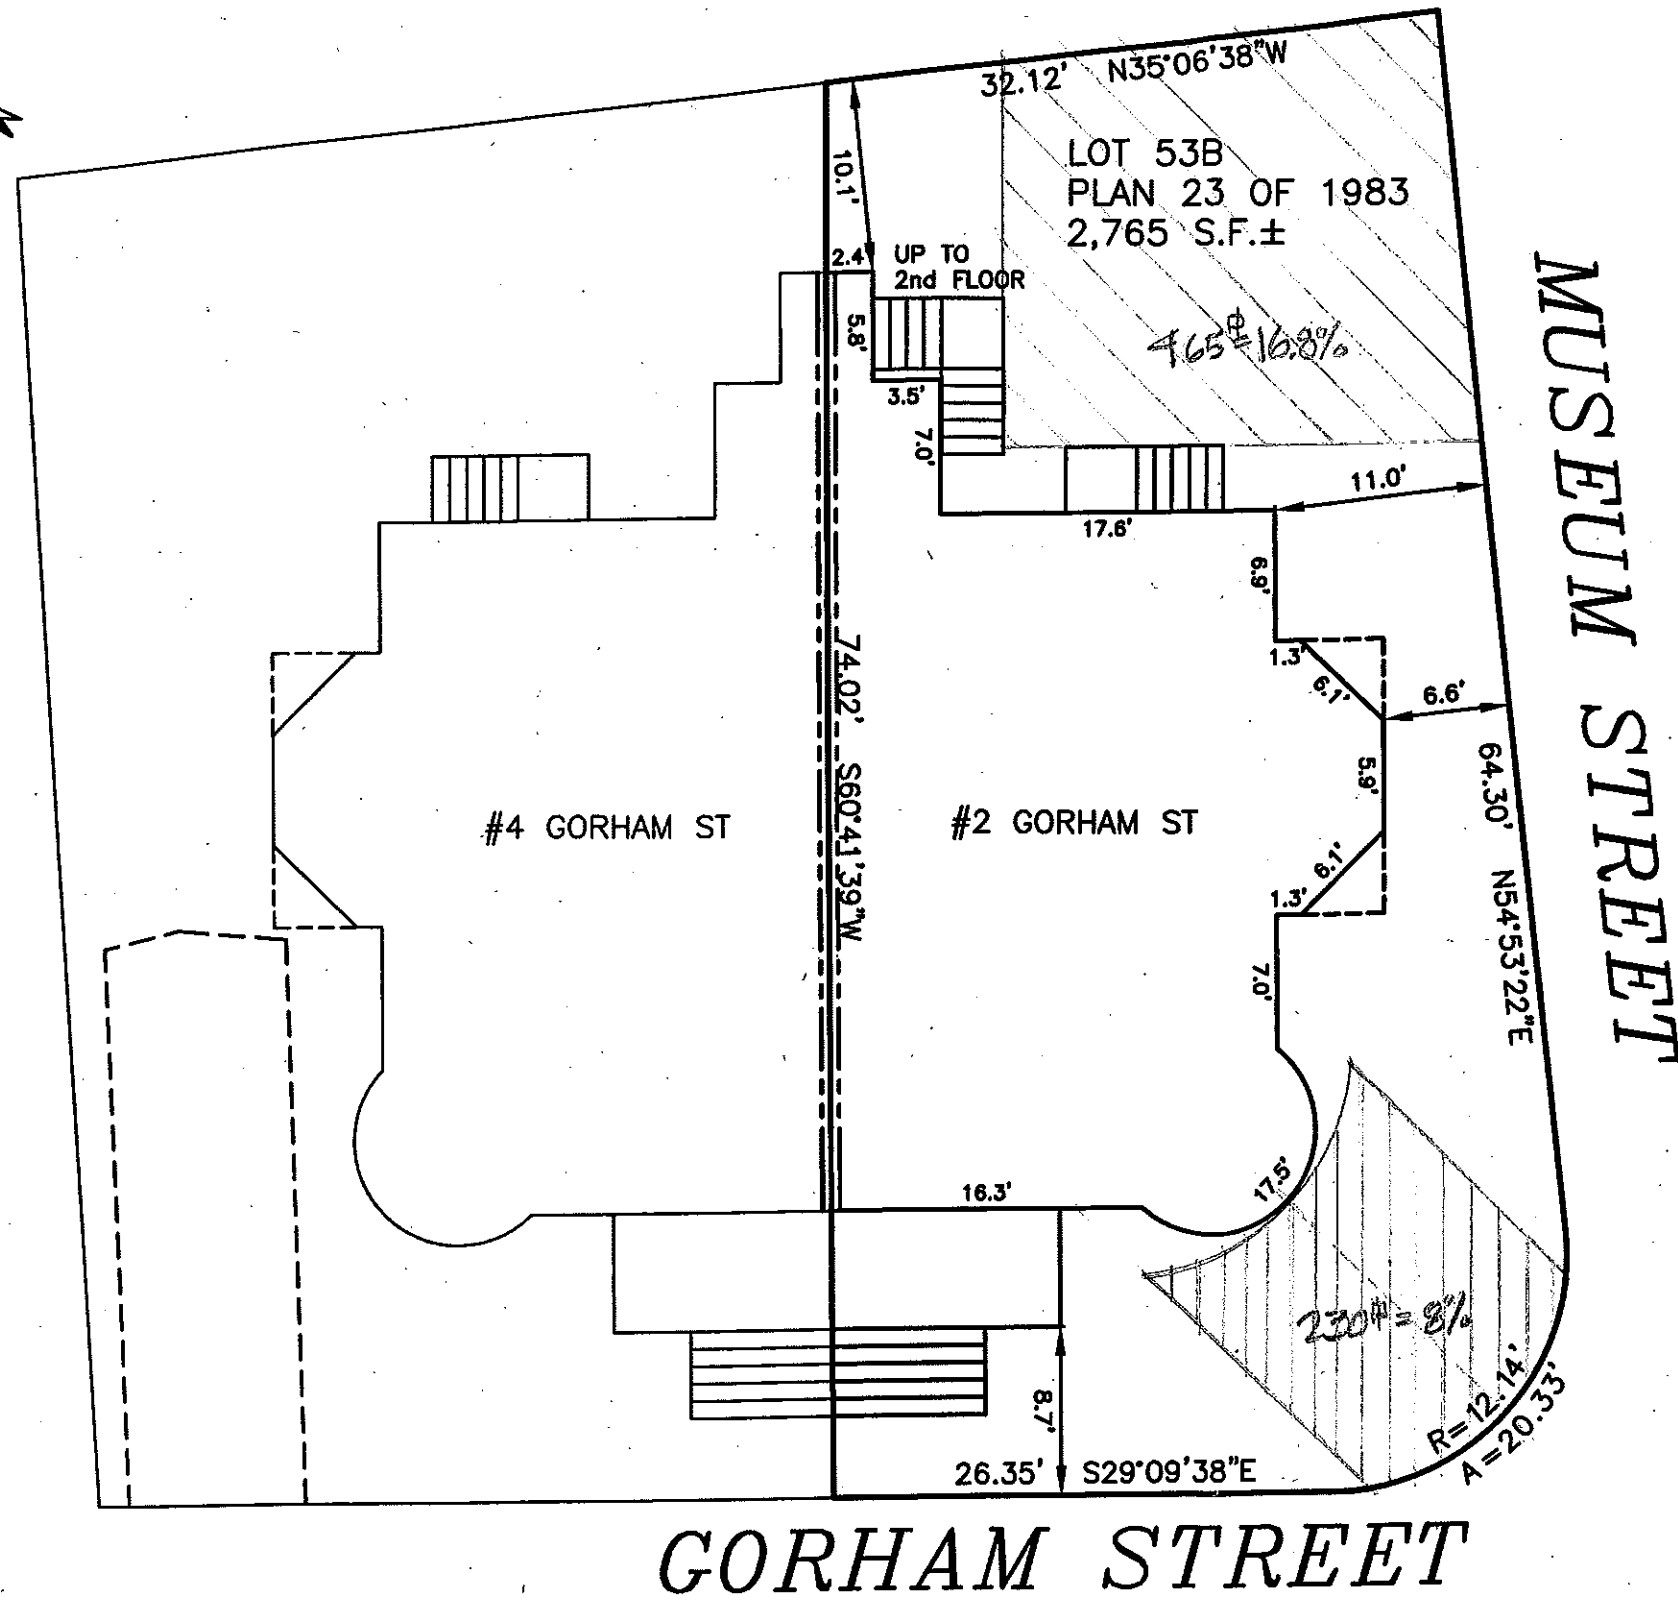 32.12' N35°06'38"W
LOT 53B
PLAN 23 OF 1983
2,765 S.F.±
10.1'
2.4'
UP TO
2nd FLOOR
5.8'
3.5'
7.0'
465⌗=16.8%
17.6'
11.0'
6.9'
1.3'
6.1'
6.6'
5.9'
6.1'
1.3'
7.0'
MUSEUM STREET
64.30' N54°53'22"E
74.02' S60°41'39"W
#4 GORHAM ST
#2 GORHAM ST
16.3'
17.5'
230⌗=8%
R=12.14'
A=20.33'
8.7'
26.35' S29°09'38"E
GORHAM STREET